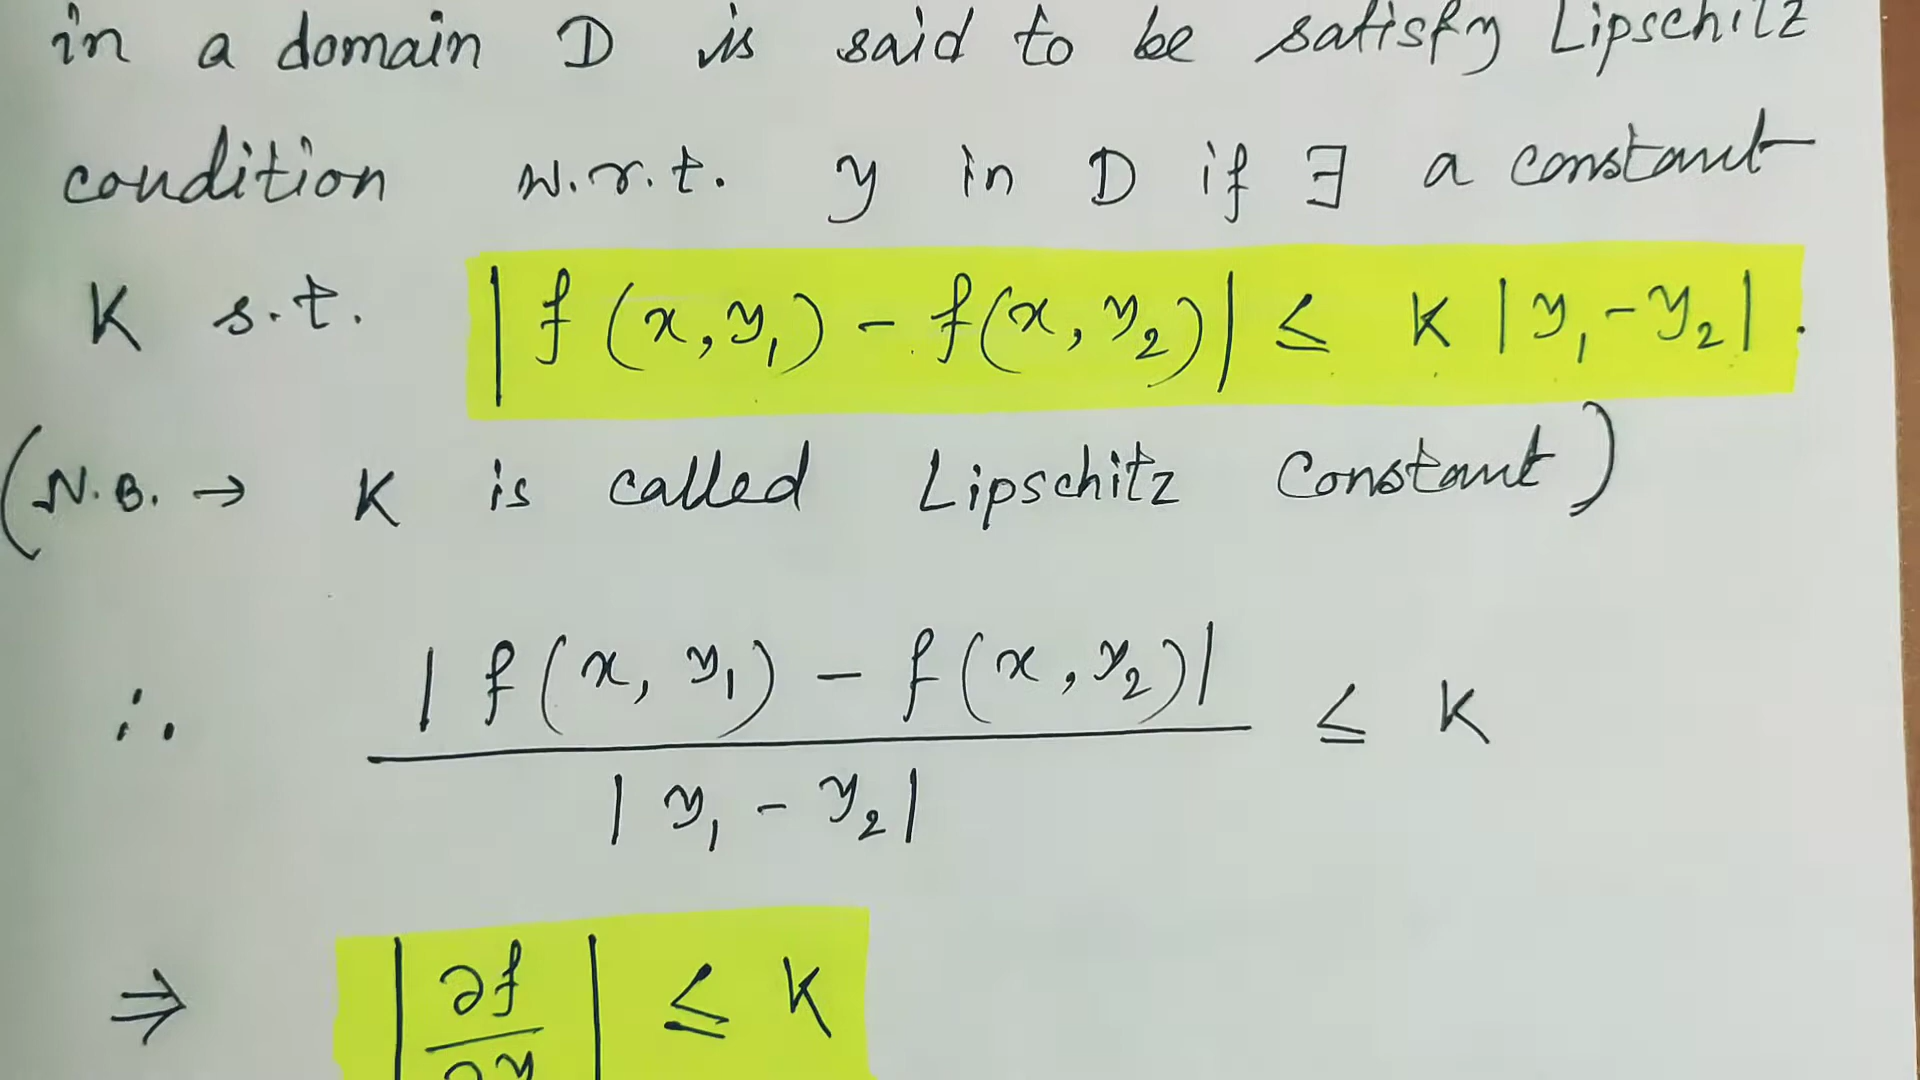 in a domain D is said to be satisfy Lipschitz
condition w.r.t. y in D if ∃ a constant
K s.t. |f(x,y₁) - f(x,y₂)| ≤ K |y₁-y₂|.
(N.B. → K is called Lipschitz Constant)
∴ |f(x,y₁) - f(x,y₂)| / |y₁ - y₂| ≤ K
⇒ |∂f/∂y| ≤ K